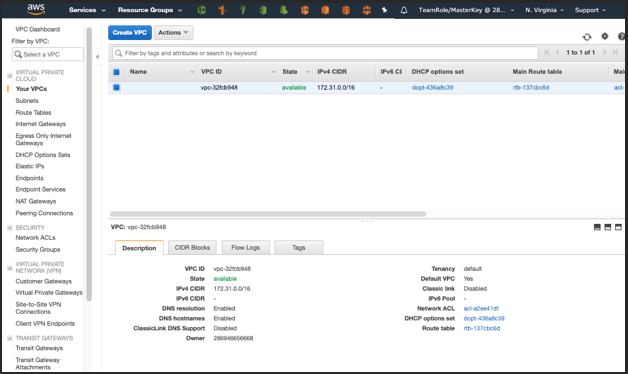 aws Services Resource Groups TeamRole/MasterKey @ 28... N. Virginia Support
VPC Dashboard
Filter by VPC:
Select a VPC
VIRTUAL PRIVATE
CLOUD
Your VPCs
Subnets
Route Tables
Internet Gateways
Egress Only Internet
Gateways
DHCP Options Sets
Elastic IPs
Endpoints
Endpoint Services
NAT Gateways
Peering Connections
SECURITY
Network ACLs
Security Groups
VIRTUAL PRIVATE
NETWORK (VPN)
Customer Gateways
Virtual Private Gateways
Site-to-Site VPN
Connections
Client VPN Endpoints
TRANSIT GATEWAYS
Transit Gateways
Transit Gateway
Attachments
Create VPC Actions
Filter by tags and attributes or search by keyword
1 to 1 of 1
Name VPC ID State IPv4 CIDR IPv6 CI DHCP options set Main Route table Main
vpc-32fcb948 available 172.31.0.0/16 - dopt-436a8c39 rtb-137cbc6d acl-
VPC: vpc-32fcb948
Description CIDR Blocks Flow Logs Tags
VPC ID vpc-32fcb948 Tenancy default
State available Default VPC Yes
IPv4 CIDR 172.31.0.0/16 Classic link Disabled
IPv6 CIDR - IPv6 Pool -
DNS resolution Enabled Network ACL acl-a2ee41df
DNS hostnames Enabled DHCP options set dopt-436a8c39
ClassicLink DNS Support Disabled Route table rtb-137cbc6d
Owner 286946656668